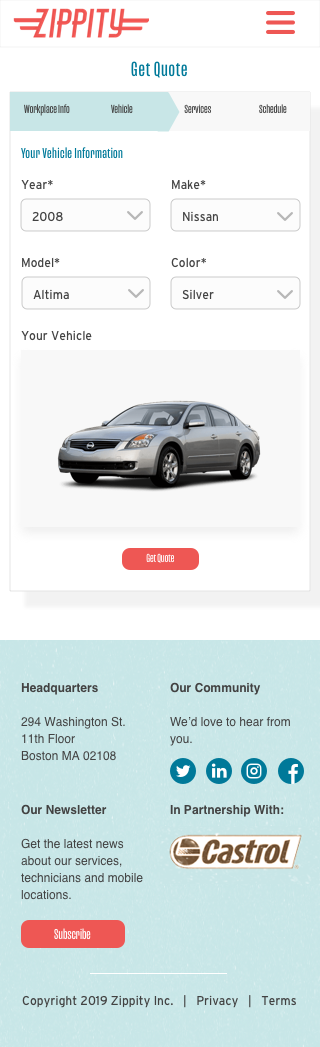 ZIPPITY
Get Quote
Workplace Info Vehicle Services Schedule
Your Vehicle Information
Year* Make*
2008 Nissan
Model* Color*
Altima Silver
Your Vehicle
Get Quote
Headquarters
294 Washington St.
11th Floor
Boston MA 02108
Our Community
We'd love to hear from
you.
Our Newsletter
Get the latest news
about our services,
technicians and mobile
locations.
Subscribe
In Partnership With:
Castrol
Copyright 2019 Zippity Inc. | Privacy | Terms